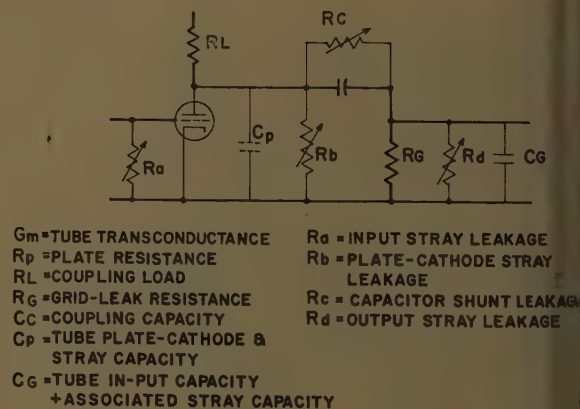 RC
RL
Cp
Ra
Rb
RG
Rd
CG
Gm=TUBE TRANSCONDUCTANCE
Rp=PLATE RESISTANCE
RL=COUPLING LOAD
RG=GRID-LEAK RESISTANCE
CC=COUPLING CAPACITY
Cp=TUBE PLATE-CATHODE &
STRAY CAPACITY
CG=TUBE IN-PUT CAPACITY
+ASSOCIATED STRAY CAPACITY
Ra=INPUT STRAY LEAKAGE
Rb=PLATE-CATHODE STRAY
LEAKAGE
Rc=CAPACITOR SHUNT LEAKAG
Rd=OUTPUT STRAY LEAKAGE